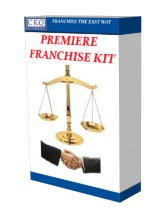 FRANCHISE THE EASY WAY
CKO
PREMIERE
FRANCHISE KIT